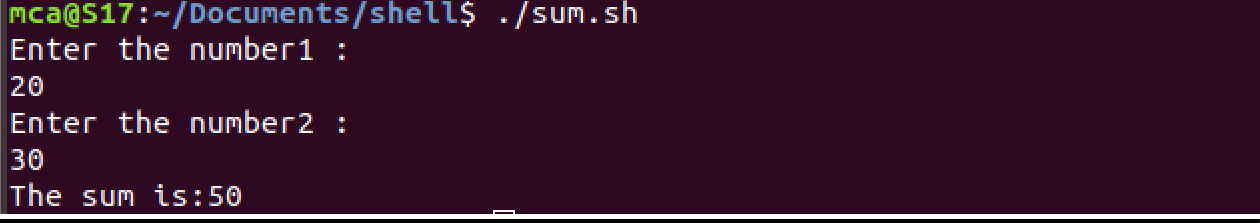 mca@S17:~/Documents/shell$ ./sum.sh
Enter the number1 :
20
Enter the number2 :
30
The sum is:50